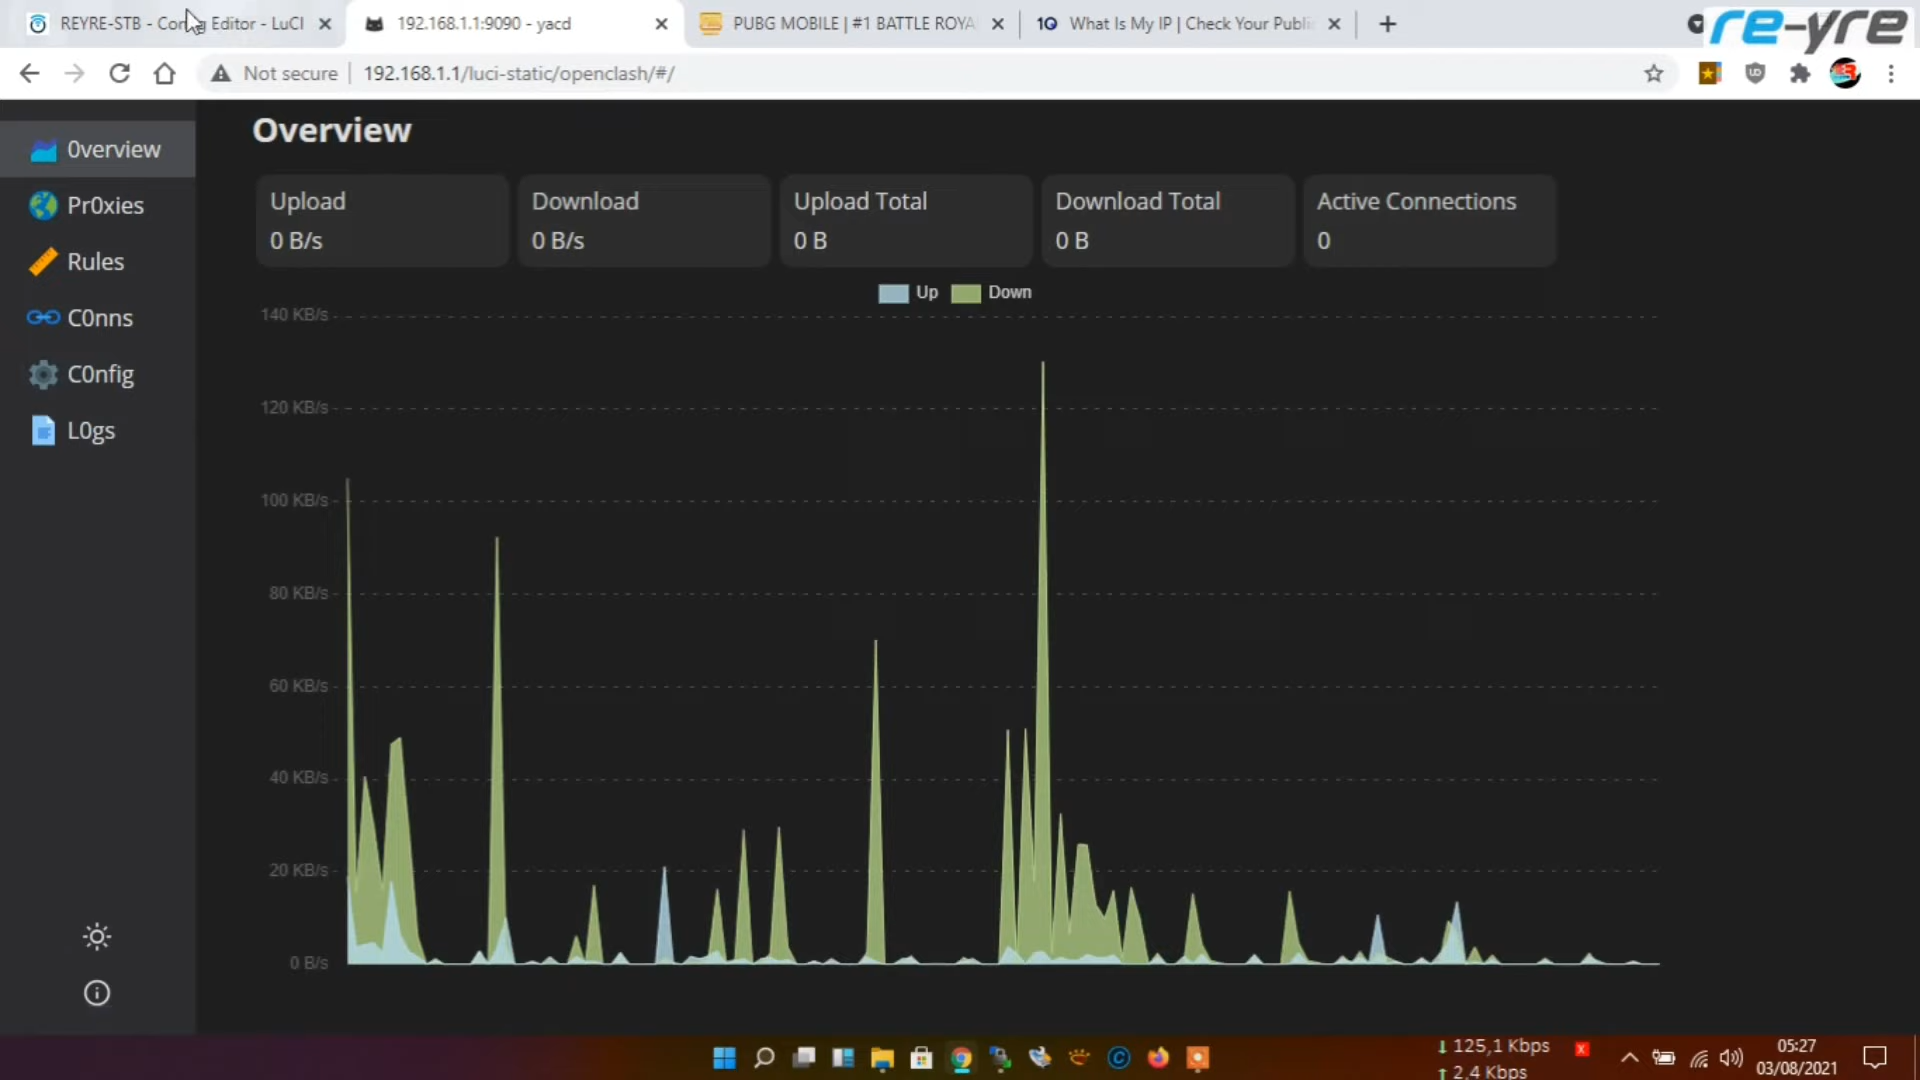 REYRE-STB - Config Editor - LuCI
192.168.1.1:9090 - yacd
PUBG MOBILE | #1 BATTLE ROYA
1Q What Is My IP | Check Your Publi
re-yre
Not secure
192.168.1.1/luci-static/openclash/#/
0verview
Pr0xies
Rules
C0nns
C0nfig
L0gs
Overview
Upload
0 B/s
Download
0 B/s
Upload Total
0 B
Download Total
0 B
Active Connections
0
Up
Down
140 KB/s
120 KB/s
100 KB/s
80 KB/s
60 KB/s
40 KB/s
20 KB/s
0 B/s
↓ 125,1 Kbps
↑ 2,4 Kbps
05:27
03/08/2021